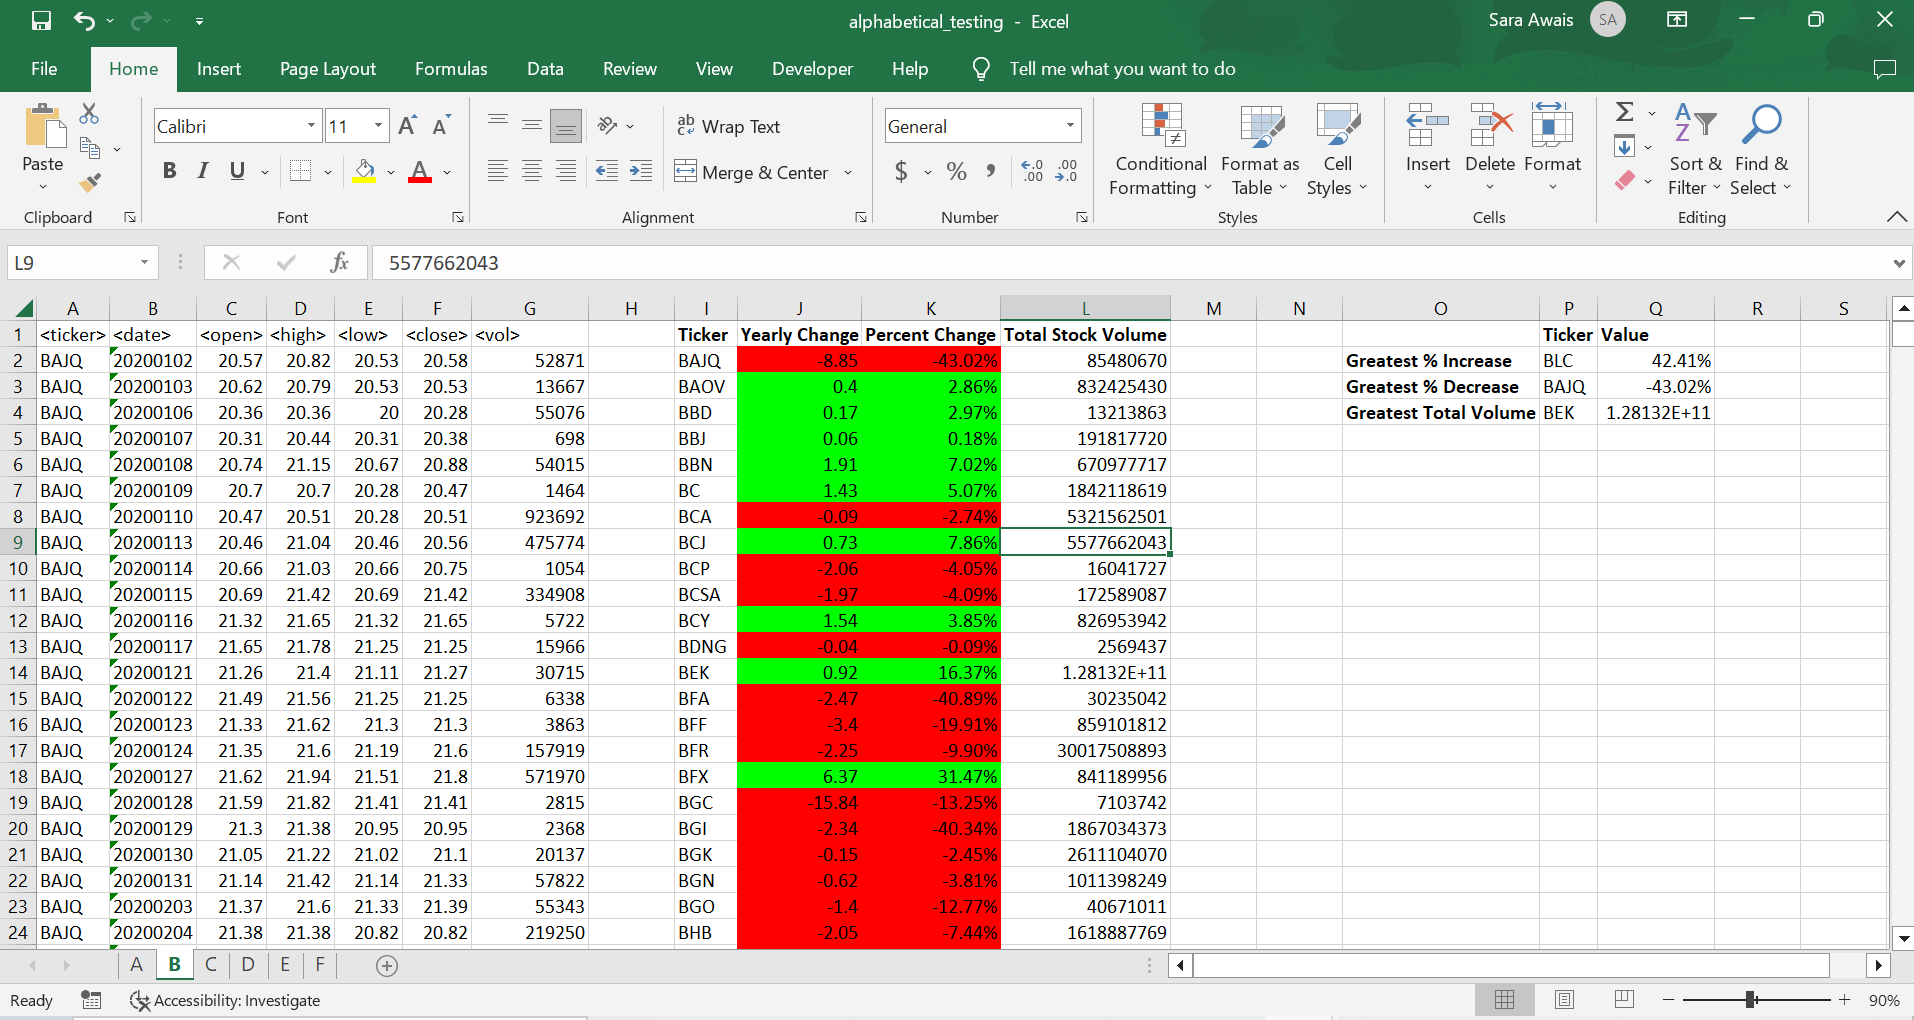 alphabetical_testing - Excel
Sara Awais SA
File Home Insert Page Layout Formulas Data Review View Developer Help Tell me what you want to do
Calibri 11 ab Wrap Text General
Paste
B I U A Merge & Center $ % , .00 .0
Conditional Formatting Format as Table Cell Styles Insert Delete Format Sort & Filter Find & Select
Clipboard Font Alignment Number Styles Cells Editing
L9 fx 5577662043
A B C D E F G H I J K L M N O P Q R S
1 <ticker> <date> <open> <high> <low> <close> <vol> Ticker Yearly Change Percent Change Total Stock Volume Ticker Value
2 BAJQ 20200102 20.57 20.82 20.53 20.58 52871 BAJQ -8.85 -43.02% 85480670 Greatest % Increase BLC 42.41%
3 BAJQ 20200103 20.62 20.79 20.53 20.53 13667 BAOV 0.4 2.86% 832425430 Greatest % Decrease BAJQ -43.02%
4 BAJQ 20200106 20.36 20.36 20 20.28 55076 BBD 0.17 2.97% 13213863 Greatest Total Volume BEK 1.28132E+11
5 BAJQ 20200107 20.31 20.44 20.31 20.38 698 BBJ 0.06 0.18% 191817720
6 BAJQ 20200108 20.74 21.15 20.67 20.88 54015 BBN 1.91 7.02% 670977717
7 BAJQ 20200109 20.7 20.7 20.28 20.47 1464 BC 1.43 5.07% 1842118619
8 BAJQ 20200110 20.47 20.51 20.28 20.51 923692 BCA -0.09 -2.74% 5321562501
9 BAJQ 20200113 20.46 21.04 20.46 20.56 475774 BCJ 0.73 7.86% 5577662043
10 BAJQ 20200114 20.66 21.03 20.66 20.75 1054 BCP -2.06 -4.05% 16041727
11 BAJQ 20200115 20.69 21.42 20.69 21.42 334908 BCSA -1.97 -4.09% 172589087
12 BAJQ 20200116 21.32 21.65 21.32 21.65 5722 BCY 1.54 3.85% 826953942
13 BAJQ 20200117 21.65 21.78 21.25 21.25 15966 BDNG -0.04 -0.09% 2569437
14 BAJQ 20200121 21.26 21.4 21.11 21.27 30715 BEK 0.92 16.37% 1.28132E+11
15 BAJQ 20200122 21.49 21.56 21.25 21.25 6338 BFA -2.47 -40.89% 30235042
16 BAJQ 20200123 21.33 21.62 21.3 21.3 3863 BFF -3.4 -19.91% 859101812
17 BAJQ 20200124 21.35 21.6 21.19 21.6 157919 BFR -2.25 -9.90% 30017508893
18 BAJQ 20200127 21.62 21.94 21.51 21.8 571970 BFX 6.37 31.47% 841189956
19 BAJQ 20200128 21.59 21.82 21.41 21.41 2815 BGC -15.84 -13.25% 7103742
20 BAJQ 20200129 21.3 21.38 20.95 20.95 2368 BGI -2.34 -40.34% 1867034373
21 BAJQ 20200130 21.05 21.22 21.02 21.1 20137 BGK -0.15 -2.45% 2611104070
22 BAJQ 20200131 21.14 21.42 21.14 21.33 57822 BGN -0.62 -3.81% 1011398249
23 BAJQ 20200203 21.37 21.6 21.33 21.39 55343 BGO -1.4 -12.77% 40671011
24 BAJQ 20200204 21.38 21.38 20.82 20.82 219250 BHB -2.05 -7.44% 1618887769
A B C D E F
Ready Accessibility: Investigate 90%